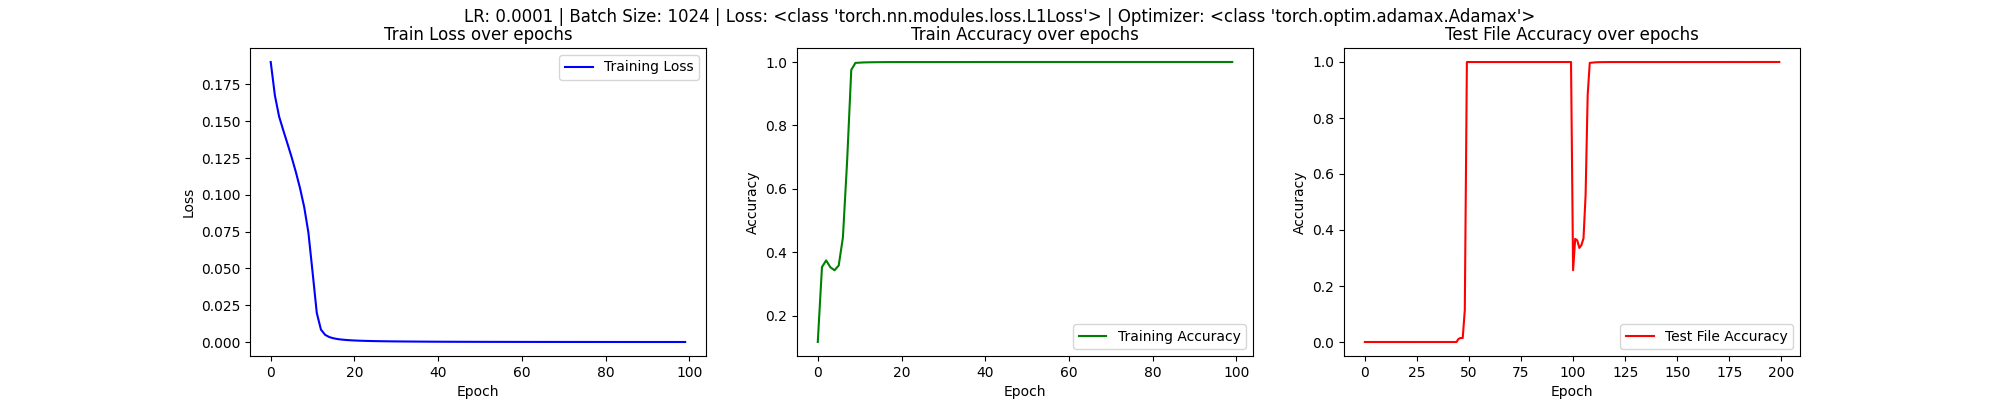 LR: 0.0001 | Batch Size: 1024 | Loss: <class 'torch.nn.modules.loss.L1Loss'> | Optimizer: <class 'torch.optim.adamax.Adamax'>
Train Loss over epochs
Training Loss
0.175
0.150
0.125
0.100
0.075
0.050
0.025
0.000
Loss
0 20 40 60 80 100
Epoch
Train Accuracy over epochs
1.0
0.8
0.6
0.4
0.2
Accuracy
Training Accuracy
0 20 40 60 80 100
Epoch
Test File Accuracy over epochs
1.0
0.8
0.6
0.4
0.2
0.0
Accuracy
Test File Accuracy
0 25 50 75 100 125 150 175 200
Epoch